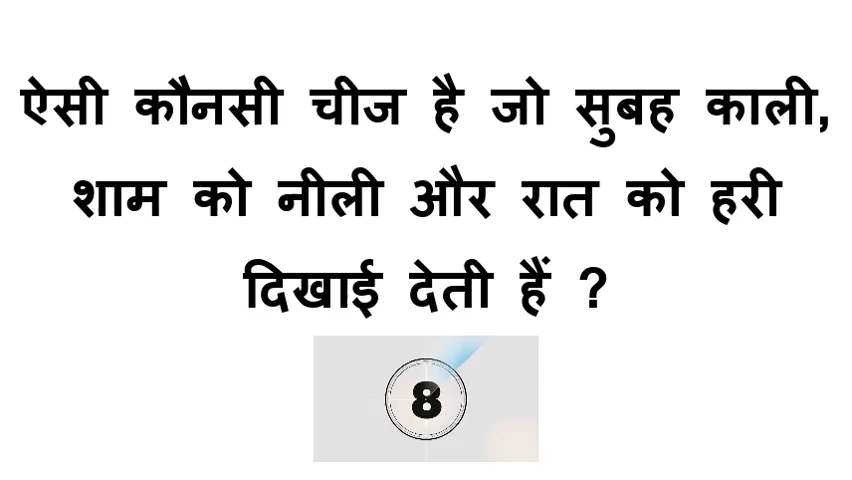 ऐसी कौनसी चीज है जो सुबह काली,
शाम को नीली और रात को हरी
दिखाई देती हैं ?
8